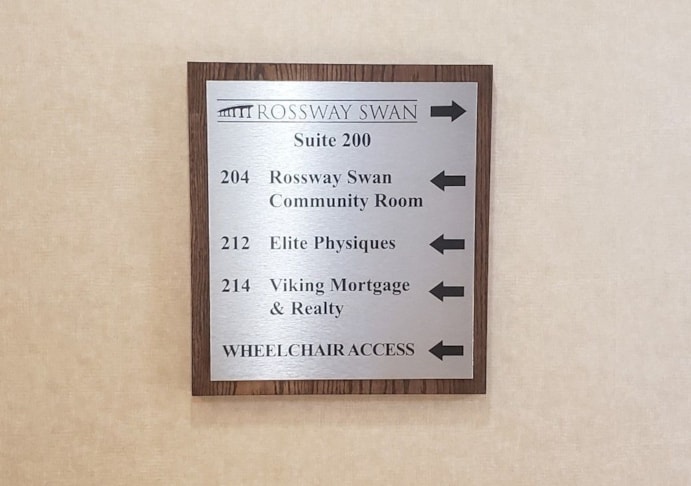 ROSSWAY SWAN
Suite 200
204 Rossway Swan
Community Room
212 Elite Physiques
214 Viking Mortgage
& Realty
WHEELCHAIR ACCESS